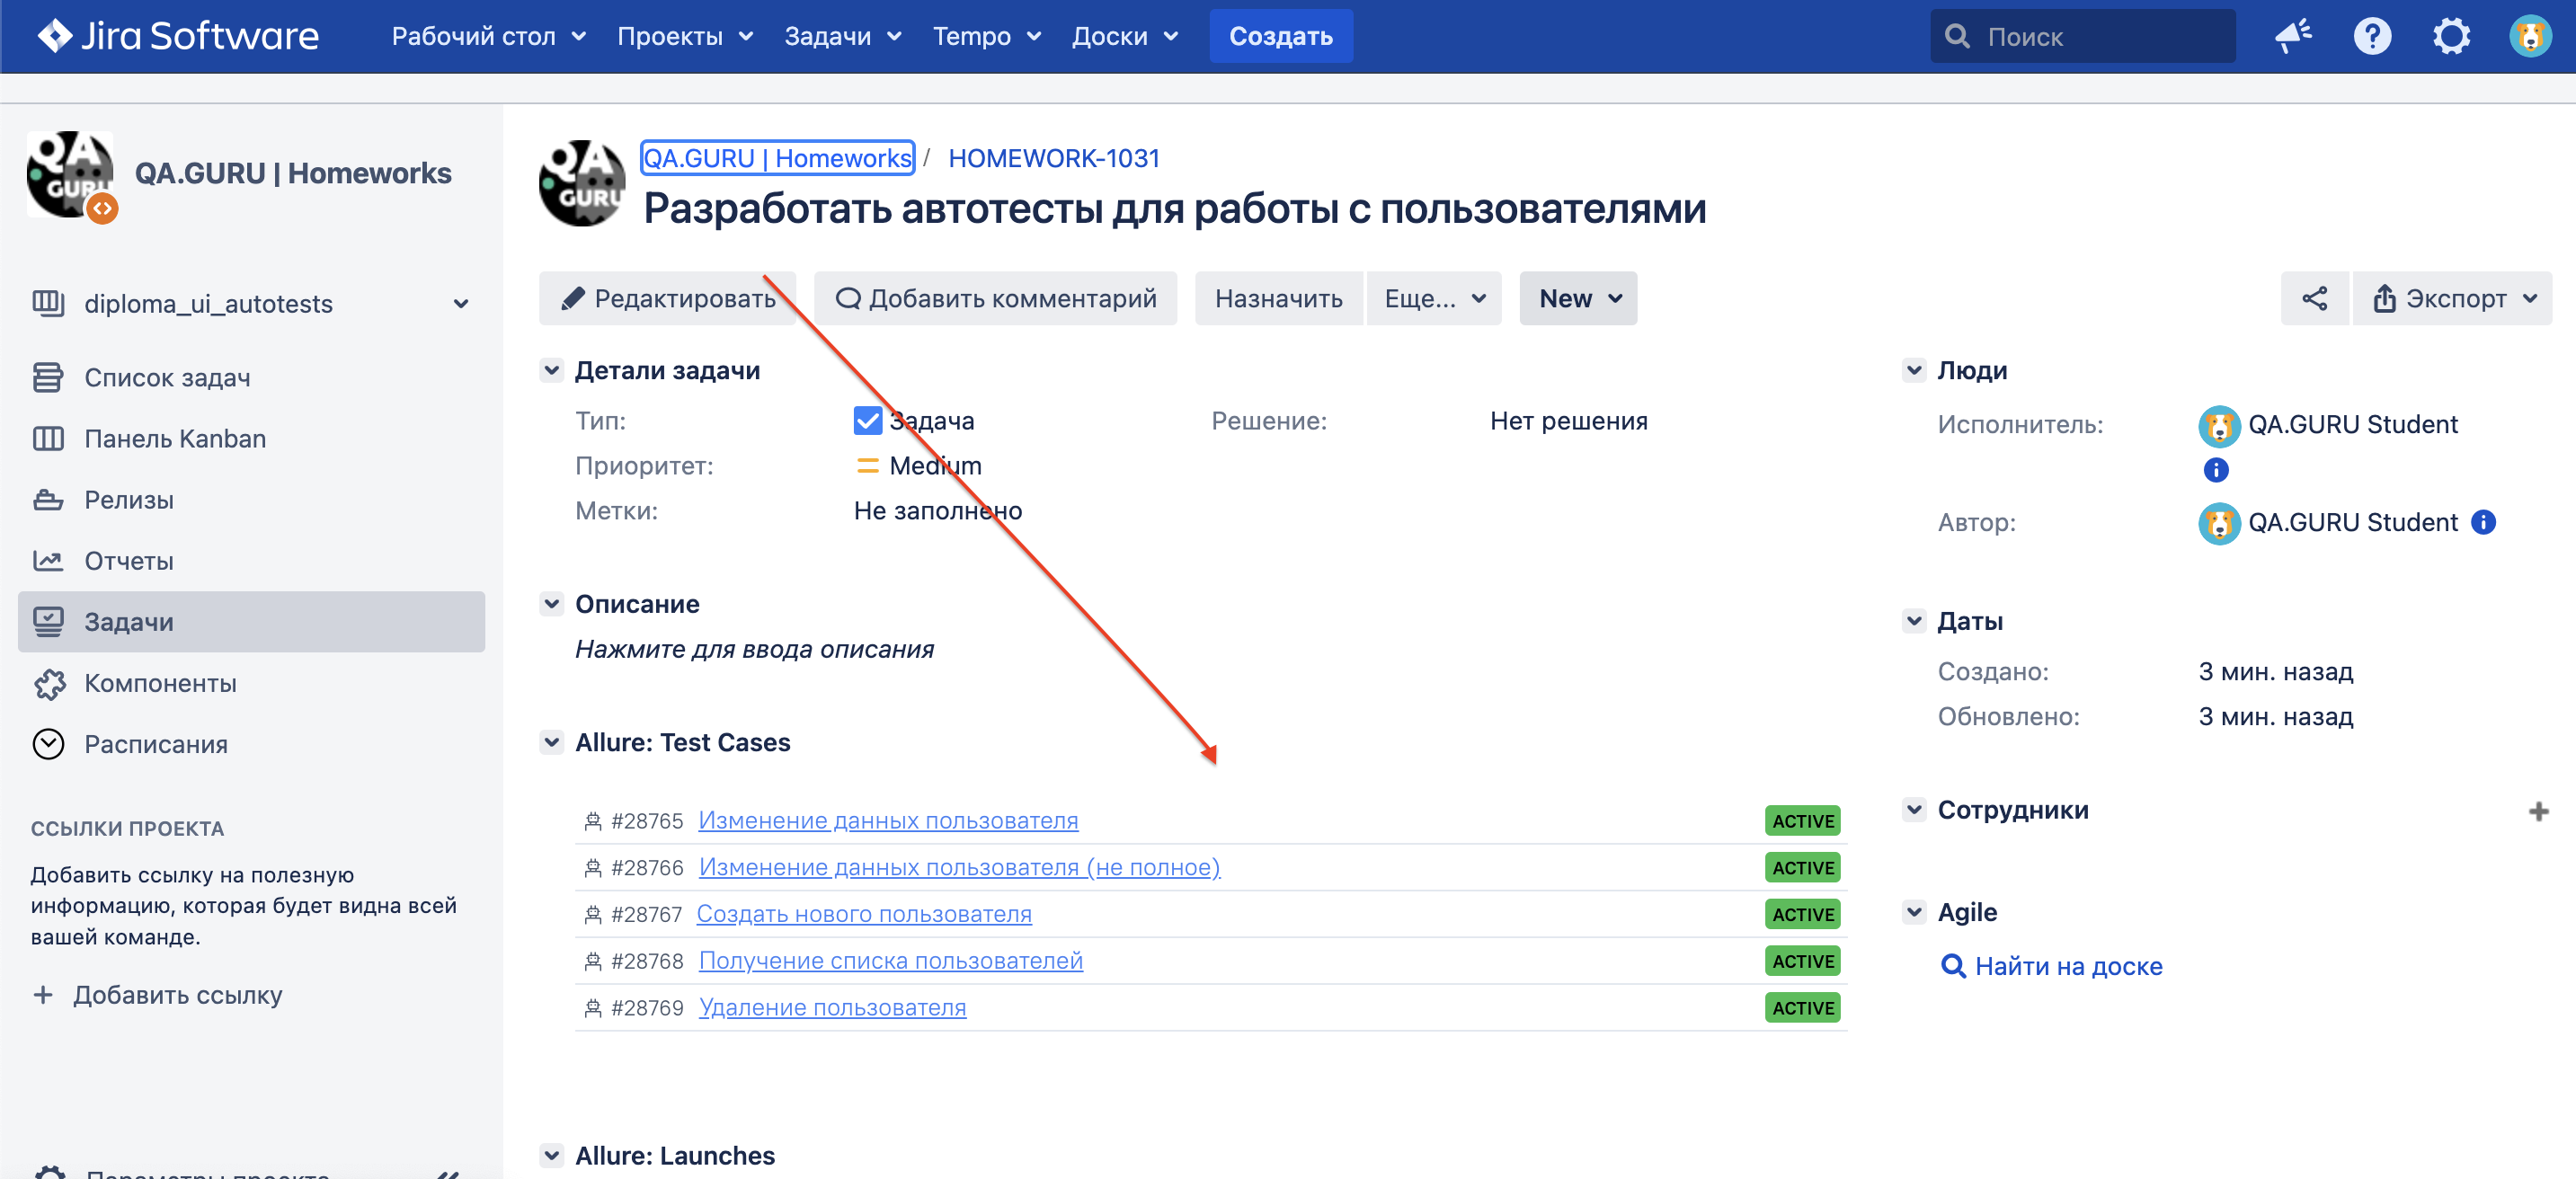 Jira Software
Рабочий стол
Проекты
Задачи
Tempo
Доски
Создать
Поиск
QA GURU
QA.GURU | Homeworks
diploma_ui_autotests
Список задач
Панель Kanban
Релизы
Отчеты
Задачи
Компоненты
Расписания
ССЫЛКИ ПРОЕКТА
Добавить ссылку на полезную
информацию, которая будет видна всей
вашей команде.
+ Добавить ссылку
Параметры проекта
QA GURU
QA.GURU | Homeworks / HOMEWORK-1031
Разработать автотесты для работы с пользователями
Редактировать
Добавить комментарий
Назначить
Еще...
New
Экспорт
Детали задачи
Тип: Задача
Решение: Нет решения
Приоритет: Medium
Метки: Не заполнено
Описание
Нажмите для ввода описания
Allure: Test Cases
#28765 Изменение данных пользователя ACTIVE
#28766 Изменение данных пользователя (не полное) ACTIVE
#28767 Создать нового пользователя ACTIVE
#28768 Получение списка пользователей ACTIVE
#28769 Удаление пользователя ACTIVE
Allure: Launches
Люди
Исполнитель: QA.GURU Student
Автор: QA.GURU Student
Даты
Создано: 3 мин. назад
Обновлено: 3 мин. назад
Сотрудники
Agile
Найти на доске